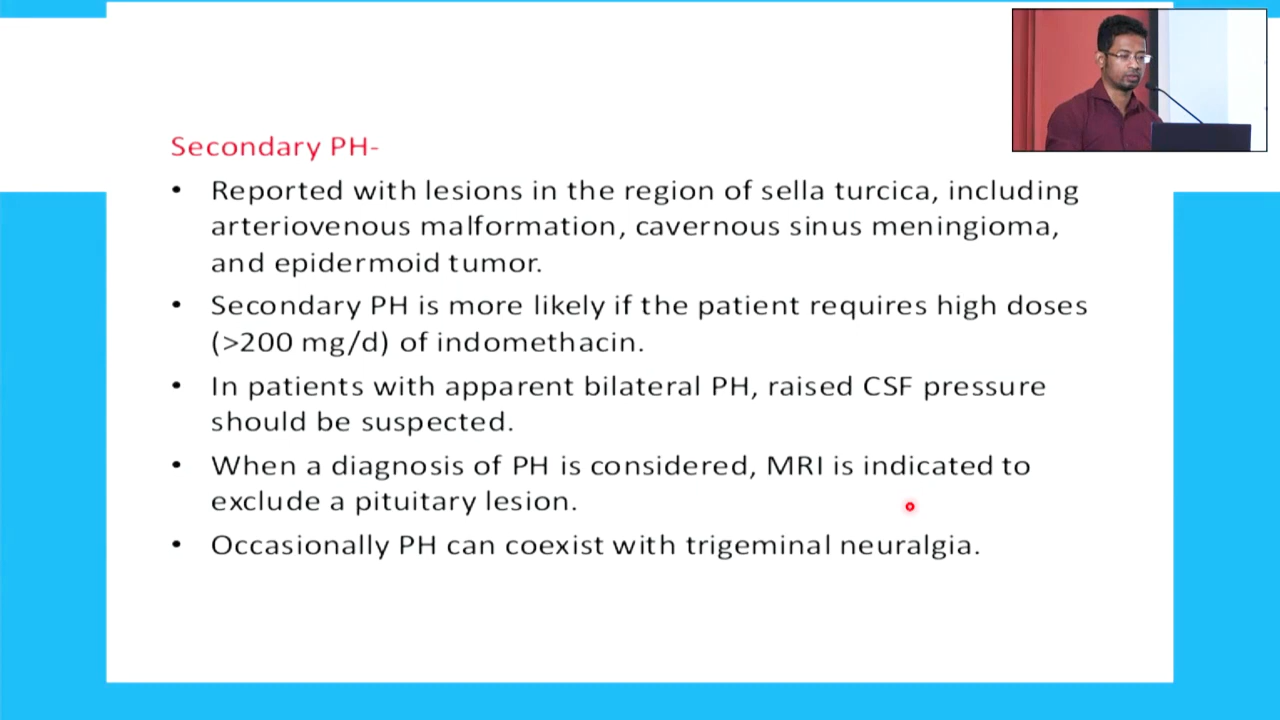 Secondary PH-
• Reported with lesions in the region of sella turcica, including
arteriovenous malformation, cavernous sinus meningioma,
and epidermoid tumor.
• Secondary PH is more likely if the patient requires high doses
(>200 mg/d) of indomethacin.
• In patients with apparent bilateral PH, raised CSF pressure
should be suspected.
• When a diagnosis of PH is considered, MRI is indicated to
exclude a pituitary lesion.
• Occasionally PH can coexist with trigeminal neuralgia.